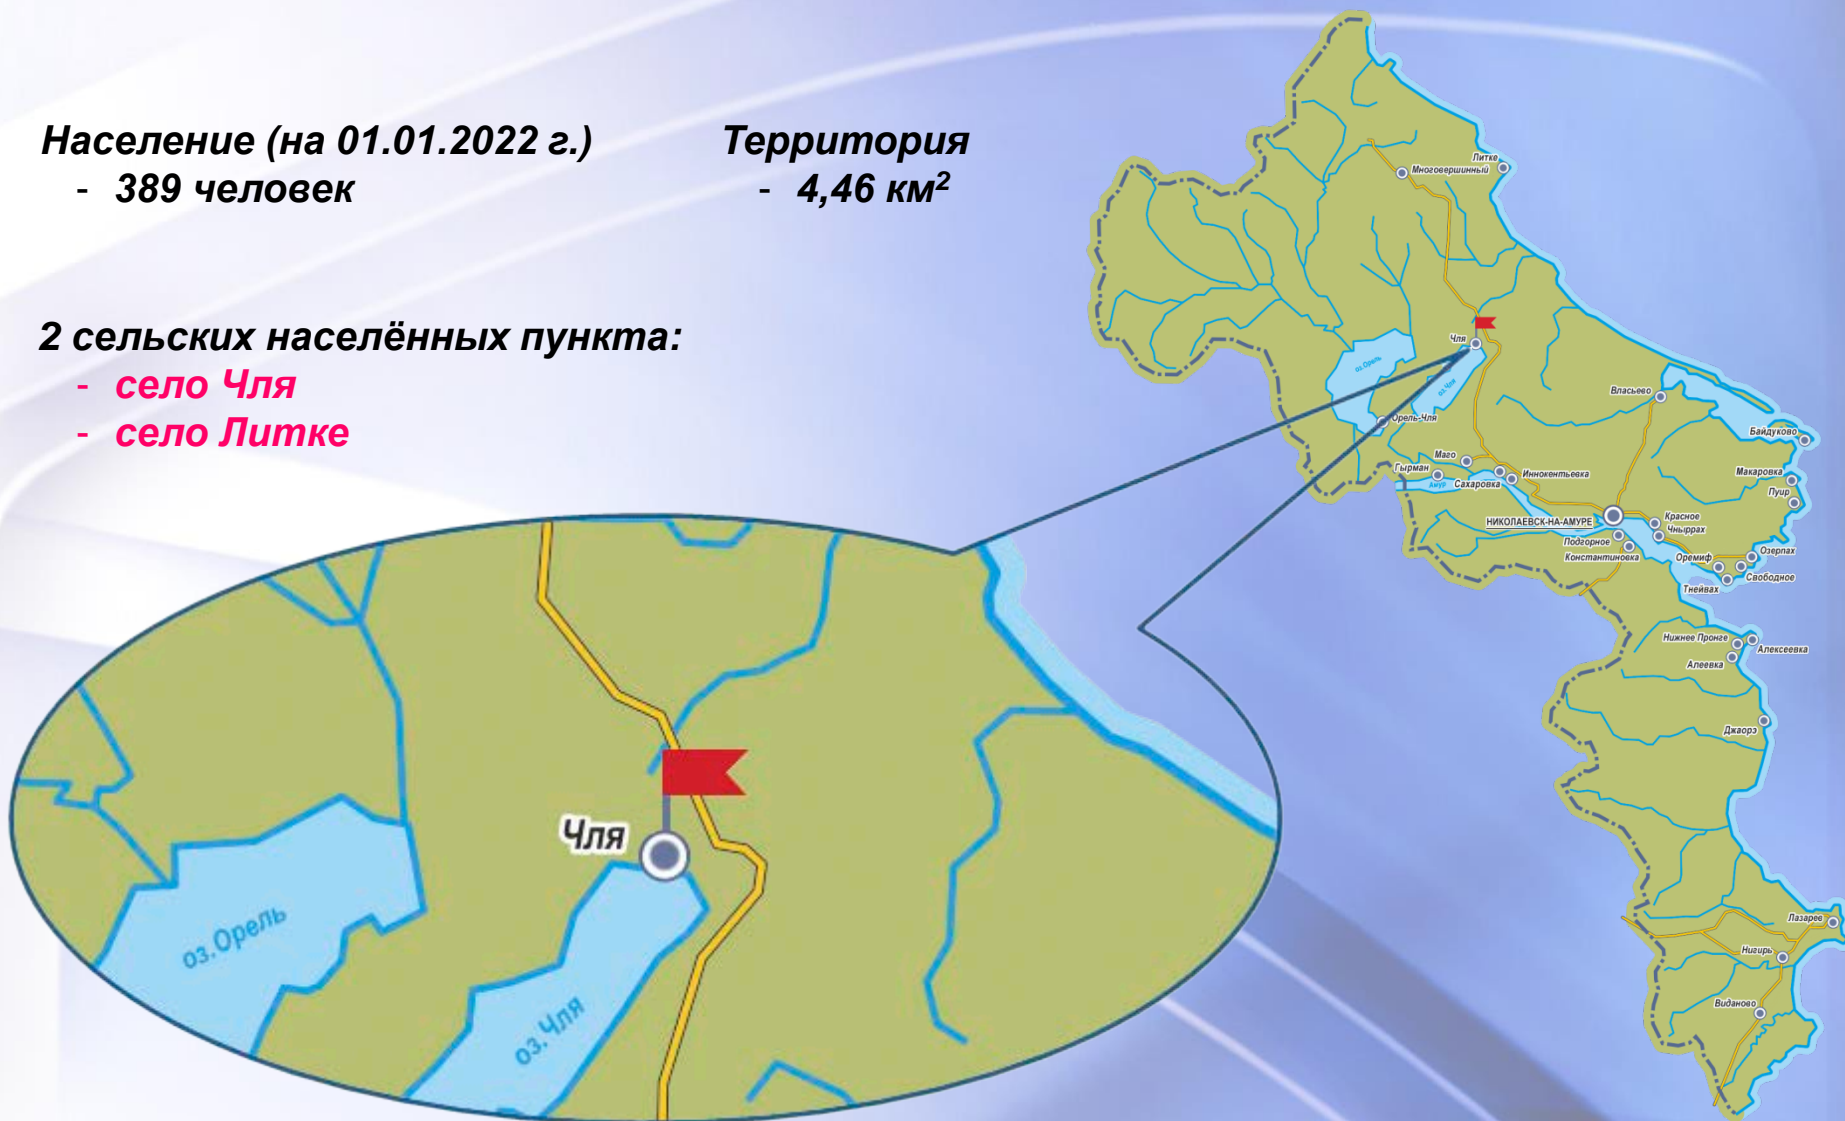 Население (на 01.01.2022 г.)
- 389 человек
Территория
- 4,46 км²
2 сельских населённых пункта:
- село Чля
- село Литке
Чля
оз.Орель
оз.Чля
Литке
Многовершинный
Чля
оз.Орель
оз.Чля
Орель-Чля
Власьево
Байдуково
Макаровка
Пуир
Маго
Гырман
Амур
Сахаровка
Иннокентьевка
НИКОЛАЕВСК-НА-АМУРЕ
Красное
Чныррах
Подгорное
Константиновка
Оремиф
Озерпах
Свободное
Тнейвах
Нижнее Пронге
Алексеевка
Алеевка
Джаорэ
Лазарев
Нигирь
Виданово